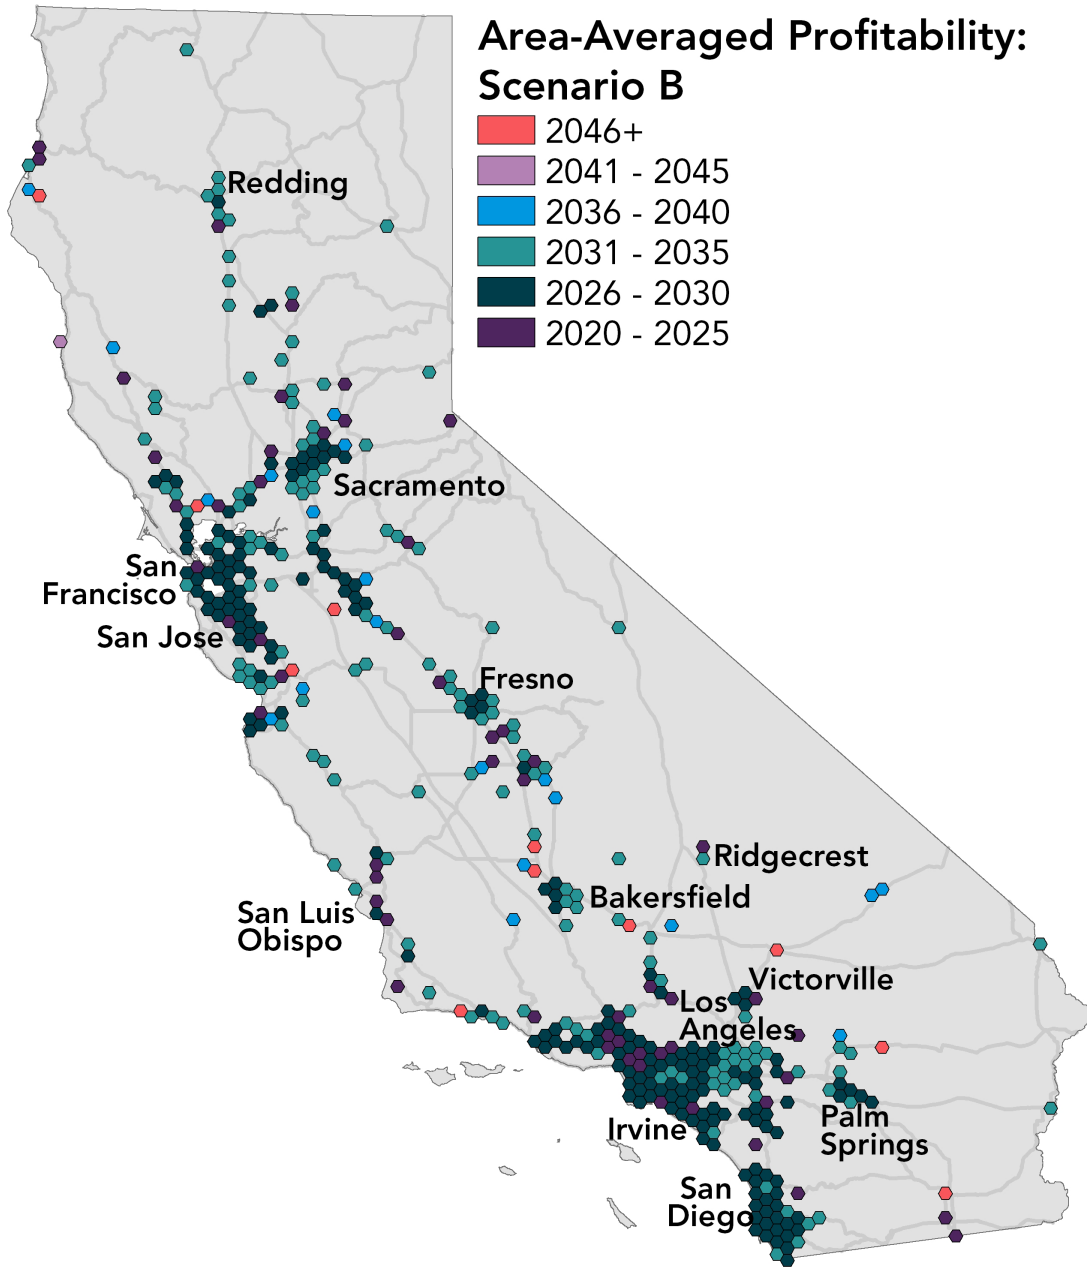 Area-Averaged Profitability:
Scenario B
2046+
2041 - 2045
2036 - 2040
2031 - 2035
2026 - 2030
2020 - 2025
Redding
Sacramento
San
Francisco
San Jose
Fresno
Ridgecrest
Bakersfield
San Luis
Obispo
Victorville
Los
Angeles
Irvine
Palm
Springs
San
Diego